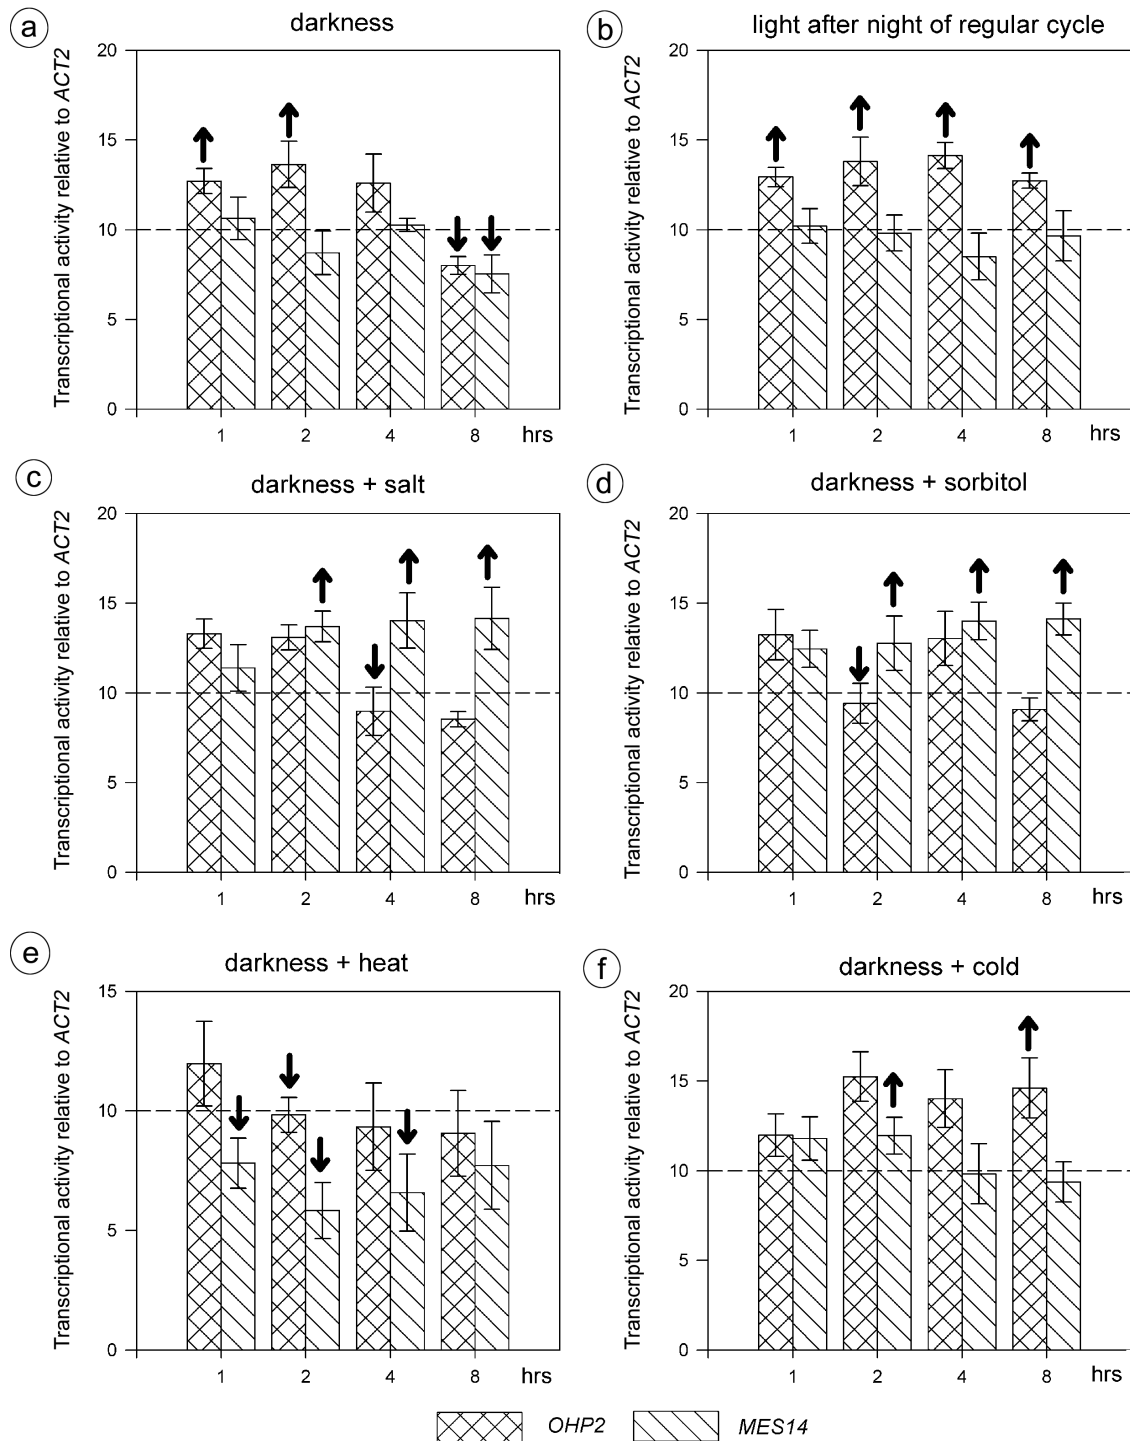 a
darkness
Transcriptional activity relative to ACT2
20
15
10
5
0
1 2 4 8 hrs
b
light after night of regular cycle
Transcriptional activity relative to ACT2
20
15
10
5
0
1 2 4 8 hrs
c
darkness + salt
Transcriptional activity relative to ACT2
20
15
10
5
0
1 2 4 8 hrs
d
darkness + sorbitol
Transcriptional activity relative to ACT2
20
15
10
5
0
1 2 4 8 hrs
e
darkness + heat
Transcriptional activity relative to ACT2
15
10
5
0
1 2 4 8 hrs
f
darkness + cold
Transcriptional activity relative to ACT2
20
15
10
5
0
1 2 4 8 hrs
OHP2 MES14